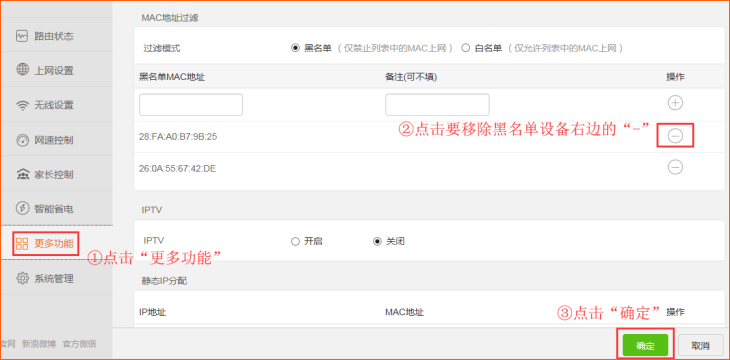 MAC地址过滤
路由状态
过滤模式 黑名单 (仅禁止列表中的MAC上网) 白名单 (仅允许列表中的MAC上网)
上网设置
黑名单MAC地址 备注(可不填) 操作
无线设置
②点击要移除黑名单设备右边的“-”
网速控制
28:FA:A0:B7:9B:25
家长控制
26:0A:55:67:42:DE
智能省电
IPTV
更多功能
IPTV 开启 关闭
①点击“更多功能”
系统管理
静态IP分配
③点击“确定”
IP地址 MAC地址 操作
官网 新浪微博 官方微信
确定 取消